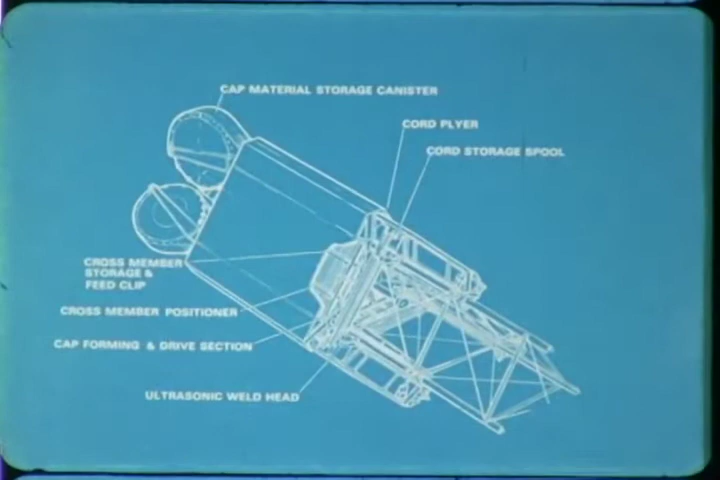 CAP MATERIAL STORAGE CANISTER
CORD PLYER
CORD STORAGE SPOOL
CROSS MEMBER
STORAGE &
FEED CLIP
CROSS MEMBER POSITIONER
CAP FORMING & DRIVE SECTION
ULTRASONIC WELD HEAD